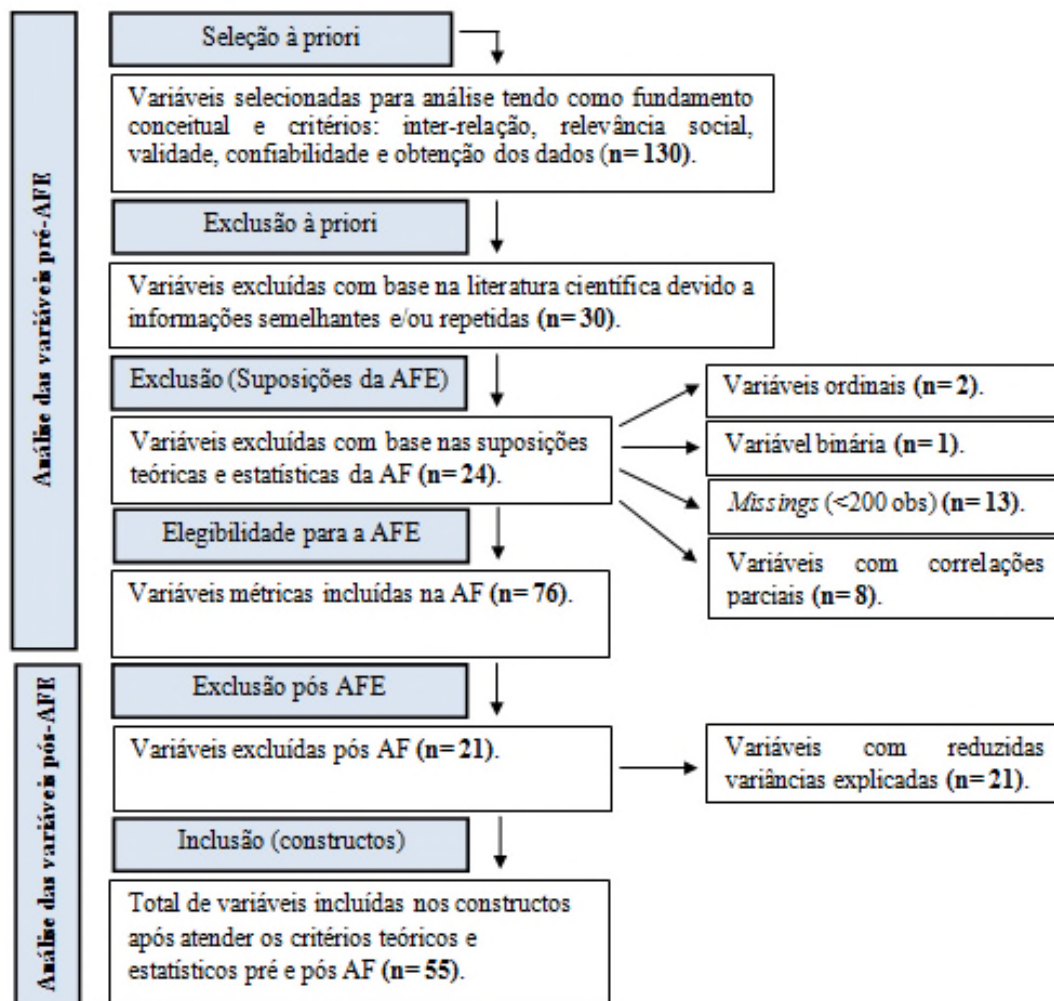 Análise das variáveis pré-AFE
Seleção à priori
Variáveis selecionadas para análise tendo como fundamento
conceitual e critérios: inter-relação, relevância social,
validade, confiabilidade e obtenção dos dados (n= 130).
Exclusão à priori
Variáveis excluídas com base na literatura científica devido a
informações semelhantes e/ou repetidas (n= 30).
Exclusão (Suposições da AFE)
Variáveis excluídas com base nas suposições
teóricas e estatísticas da AF (n= 24).
Variáveis ordinais (n= 2).
Variável binária (n= 1).
Missings (<200 obs) (n= 13).
Variáveis com correlações
parciais (n= 8).
Elegibilidade para a AFE
Variáveis métricas incluídas na AF (n= 76).
Análise das variáveis pós-AFE
Exclusão pós AFE
Variáveis excluídas pós AF (n= 21).
Variáveis com reduzidas
variâncias explicadas (n= 21).
Inclusão (constructos)
Total de variáveis incluídas nos constructos
após atender os critérios teóricos e
estatísticos pré e pós AF (n= 55).